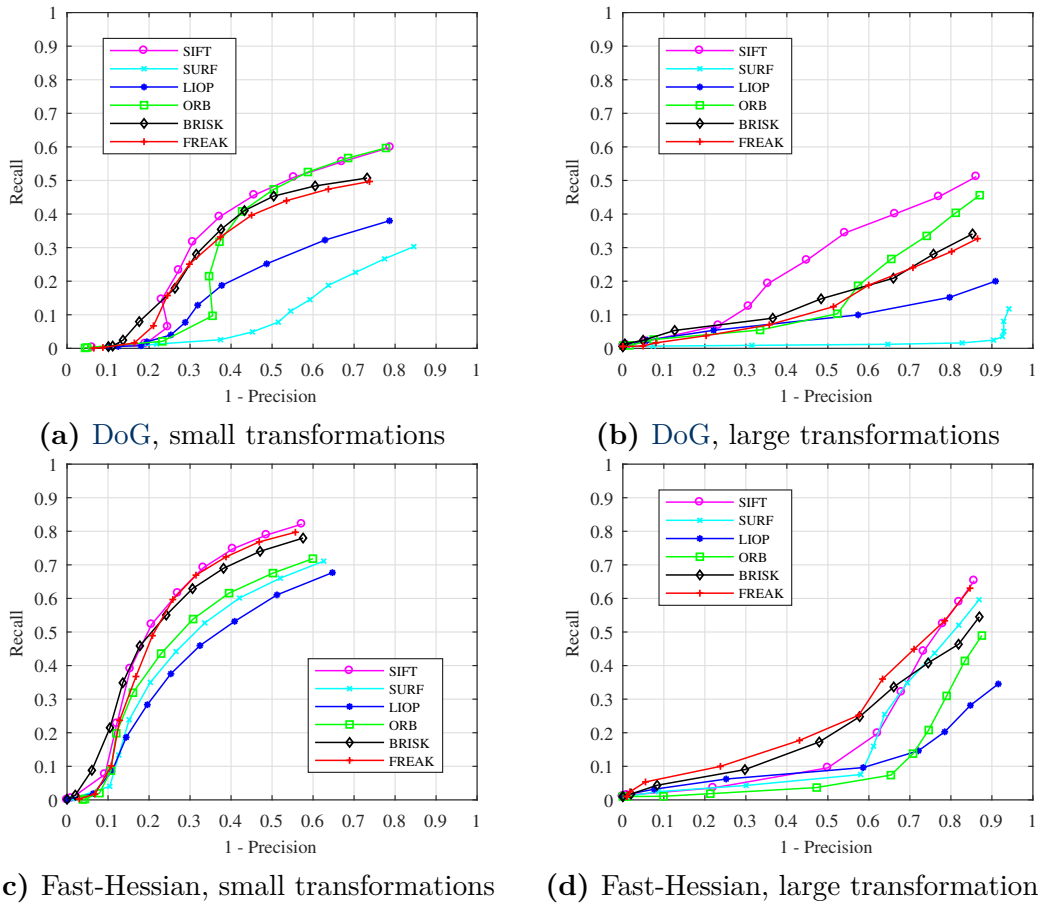 1
0.9
0.8
0.7
0.6
0.5
0.4
0.3
0.2
0.1
0
Recall
SIFT
SURF
LIOP
ORB
BRISK
FREAK
0 0.1 0.2 0.3 0.4 0.5 0.6 0.7 0.8 0.9 1
1 - Precision
(a) DoG, small transformations
1
0.9
0.8
0.7
0.6
0.5
0.4
0.3
0.2
0.1
0
Recall
SIFT
SURF
LIOP
ORB
BRISK
FREAK
0 0.1 0.2 0.3 0.4 0.5 0.6 0.7 0.8 0.9 1
1 - Precision
(b) DoG, large transformations
1
0.9
0.8
0.7
0.6
0.5
0.4
0.3
0.2
0.1
0
Recall
SIFT
SURF
LIOP
ORB
BRISK
FREAK
0 0.1 0.2 0.3 0.4 0.5 0.6 0.7 0.8 0.9 1
1 - Precision
c) Fast-Hessian, small transformations
1
0.9
0.8
0.7
0.6
0.5
0.4
0.3
0.2
0.1
0
Recall
SIFT
SURF
LIOP
ORB
BRISK
FREAK
0 0.1 0.2 0.3 0.4 0.5 0.6 0.7 0.8 0.9 1
1 - Precision
(d) Fast-Hessian, large transformation